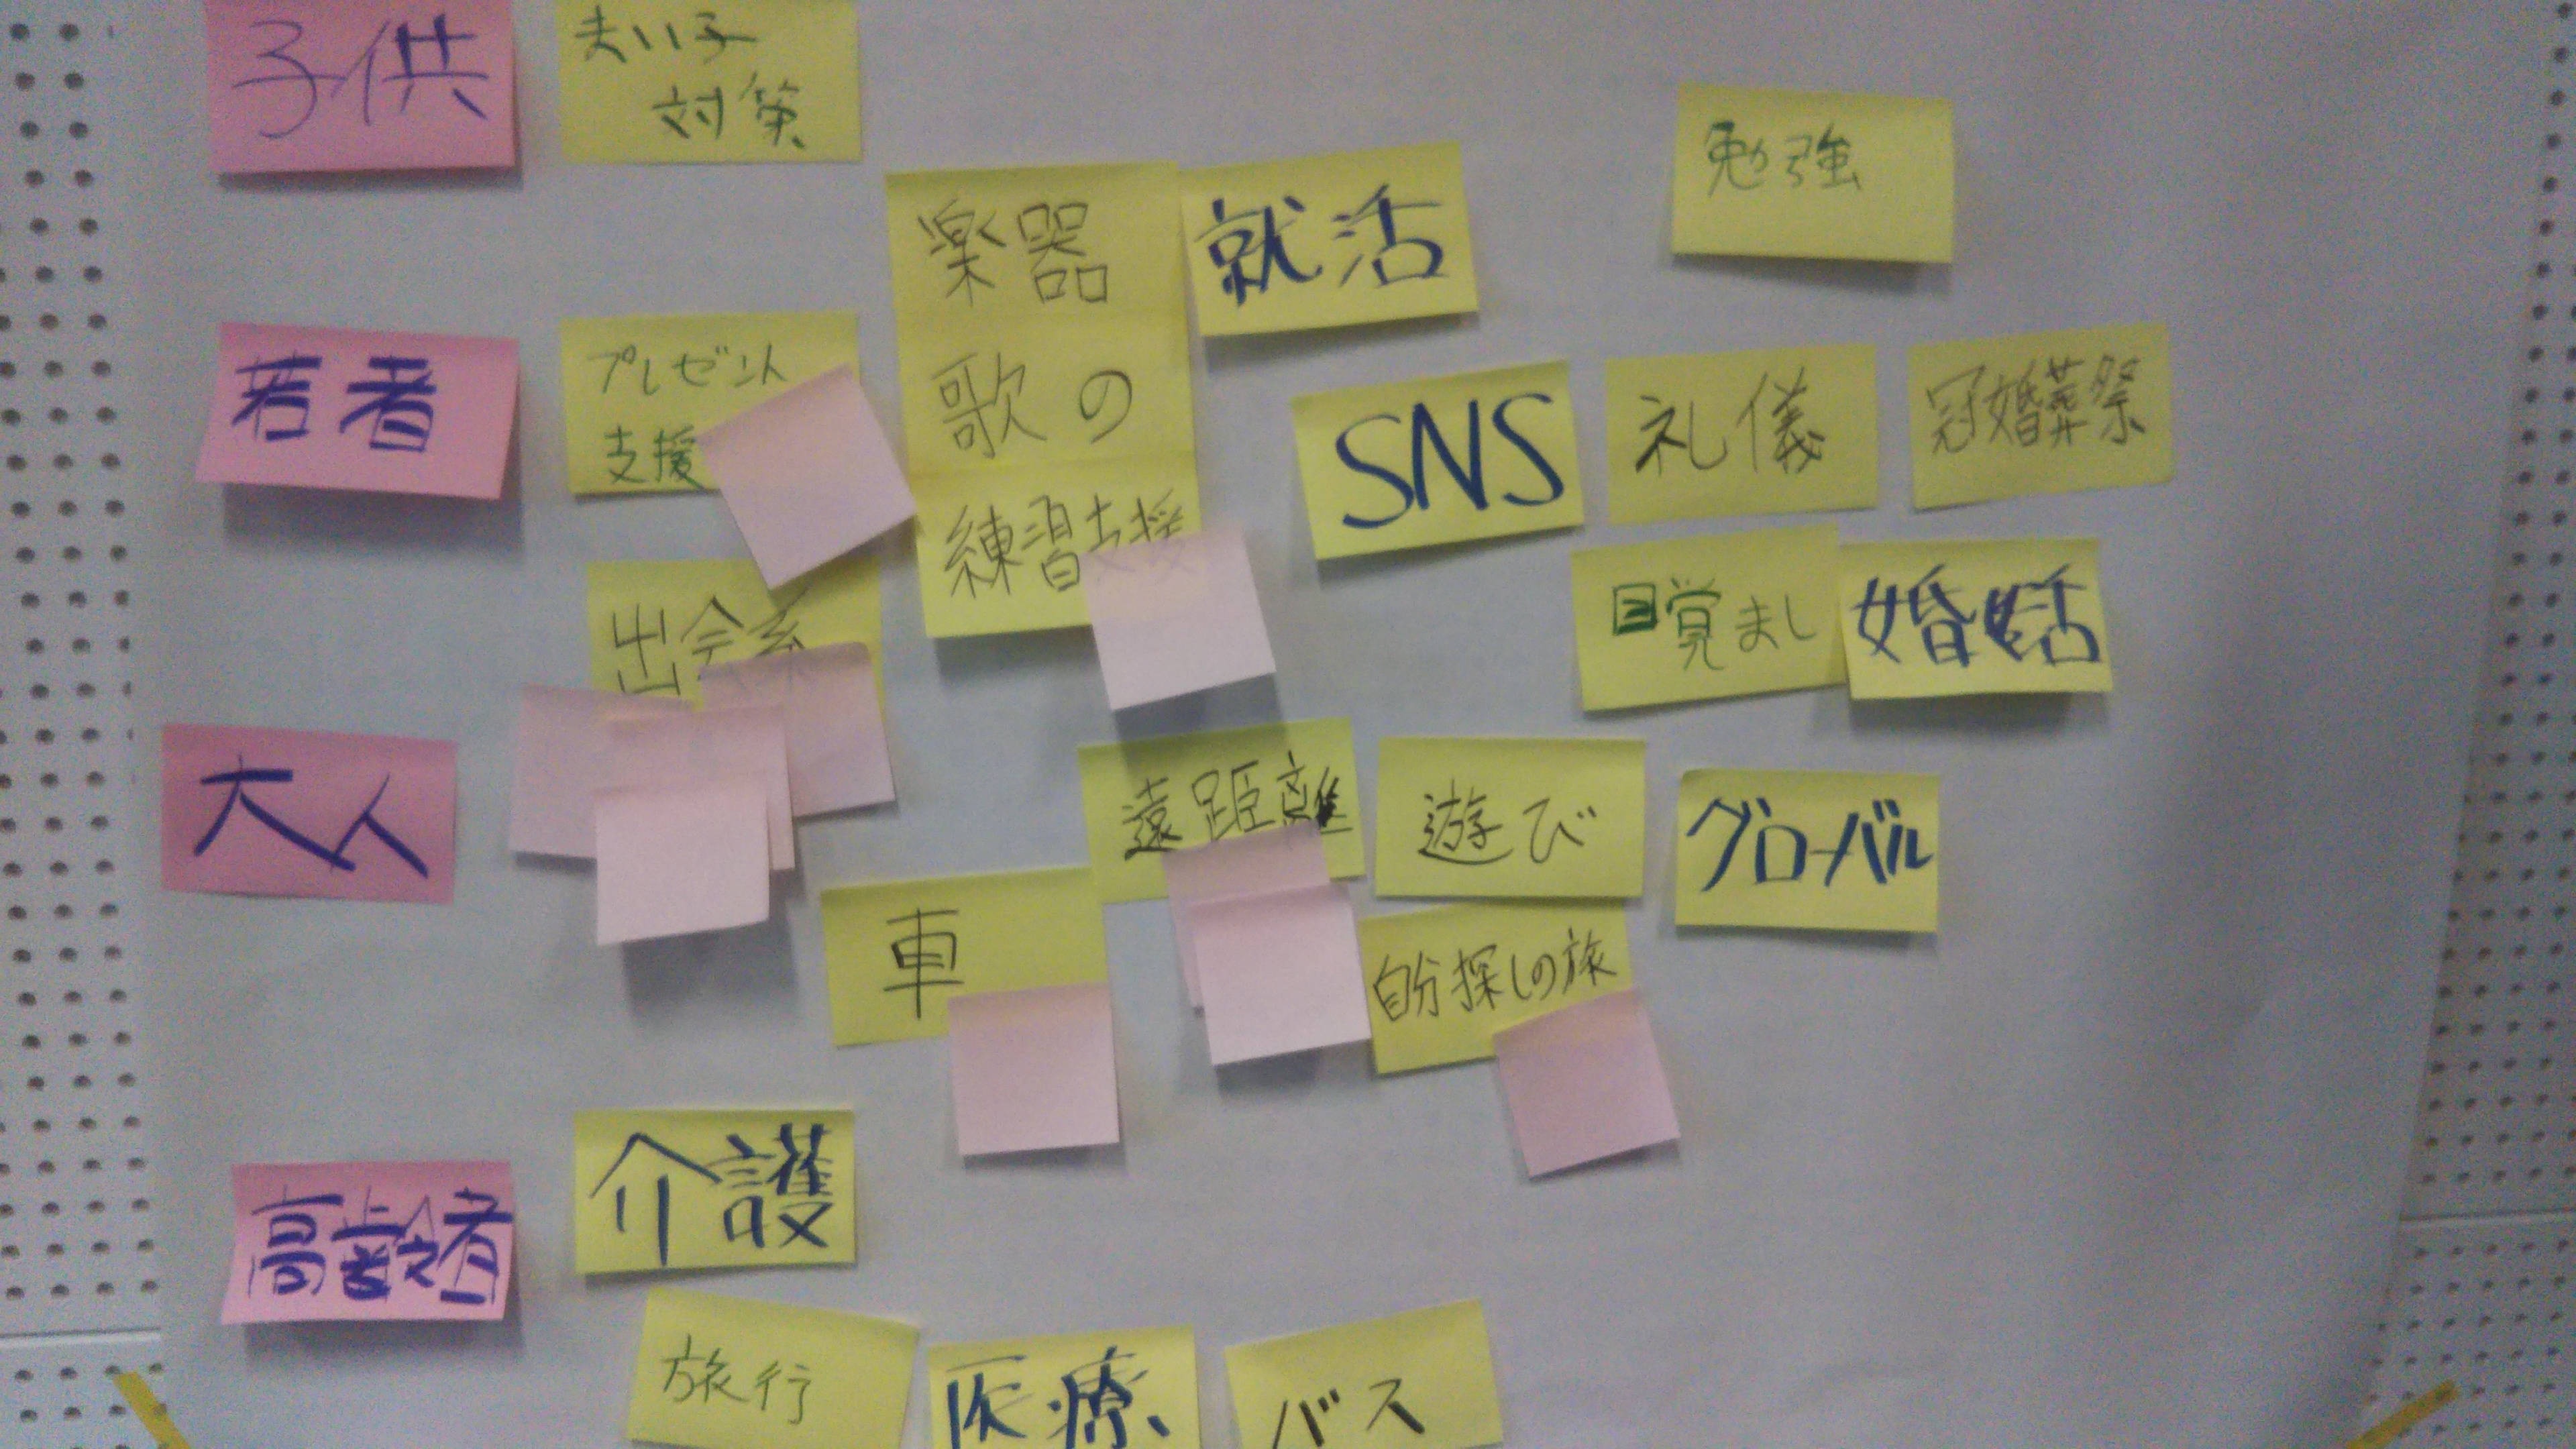 子供
迷い子
対策
勉強
楽器
歌の
練習支援
就活
若者
プレゼント
支援
SNS
礼儀
冠婚葬祭
出会系
目覚まし
婚活
大人
遠距離
遊び
グローバル
車
自分探しの旅
高齢者
介護
旅行
医療
バス